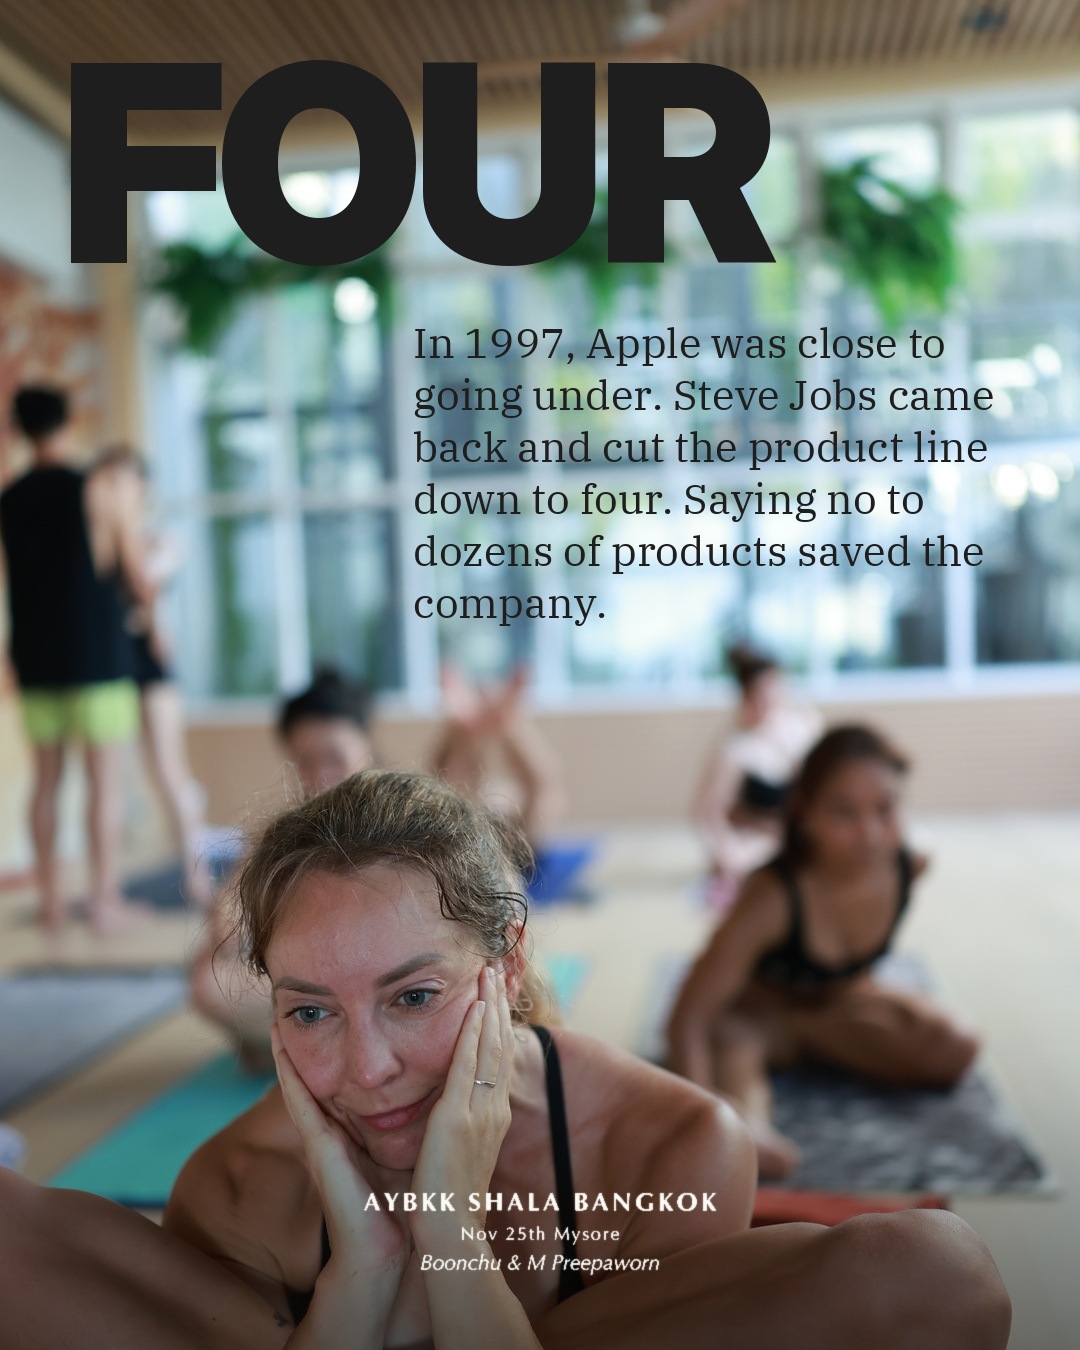 FOUR
In 1997, Apple was close to
going under. Steve Jobs came
back and cut the product line
down to four. Saying no to
dozens of products saved the
company.
AYBKK SHALA BANGKOK
Nov 25th Mysore
Boonchu & M Preepaworn